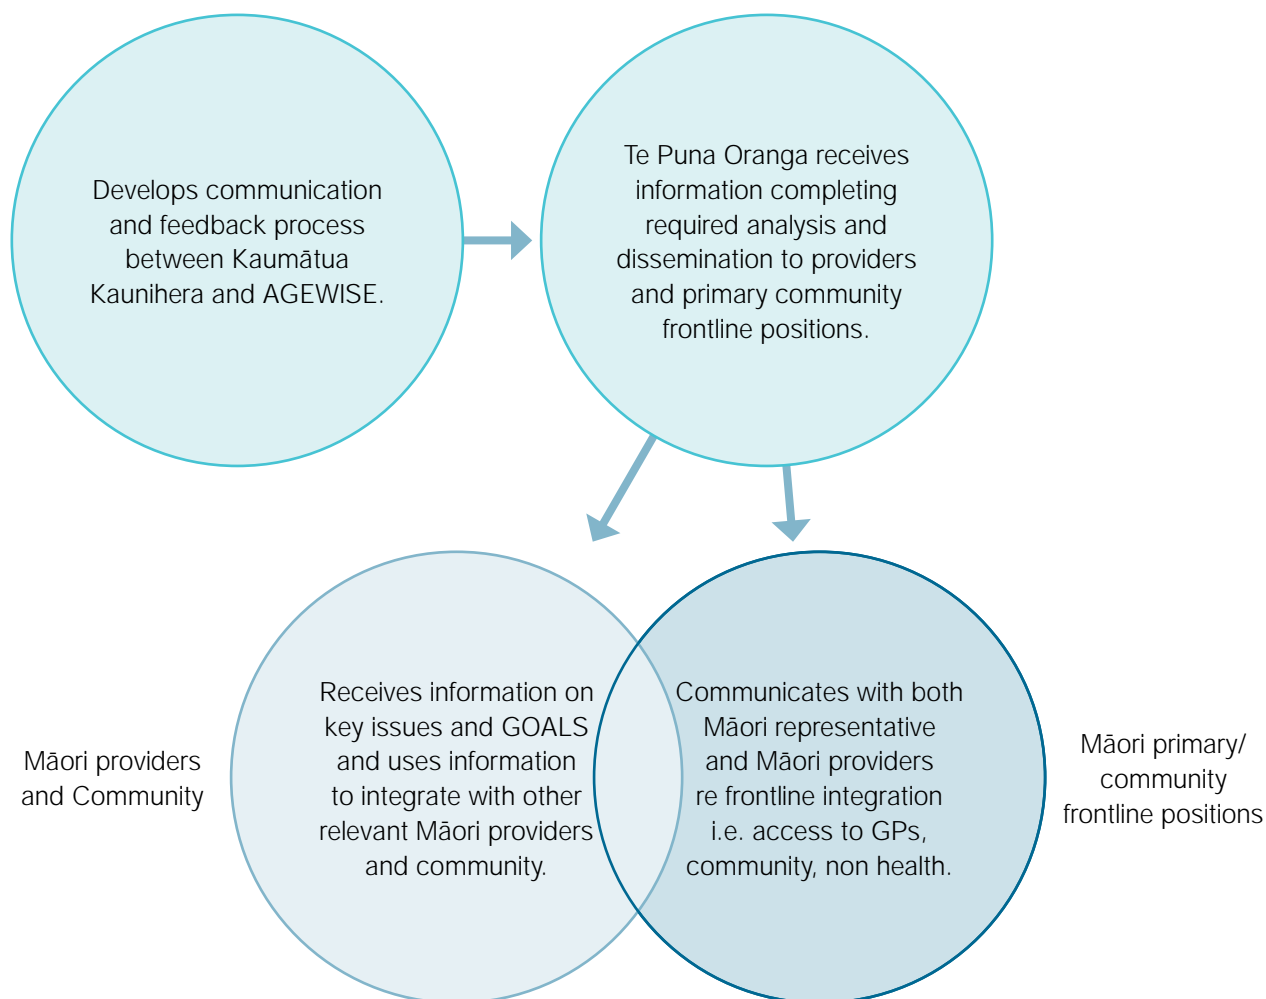 Develops communication
and feedback process
between Kaumātua
Kaunihera and AGEWISE.
Te Puna Oranga receives
information completing
required analysis and
dissemination to providers
and primary community
frontline positions.
Māori providers
and Community
Receives information on
key issues and GOALS
and uses information
to integrate with other
relevant Māori providers
and community.
Communicates with both
Māori representative
and Māori providers
re frontline integration
i.e. access to GPs,
community, non health.
Māori primary/
community
frontline positions